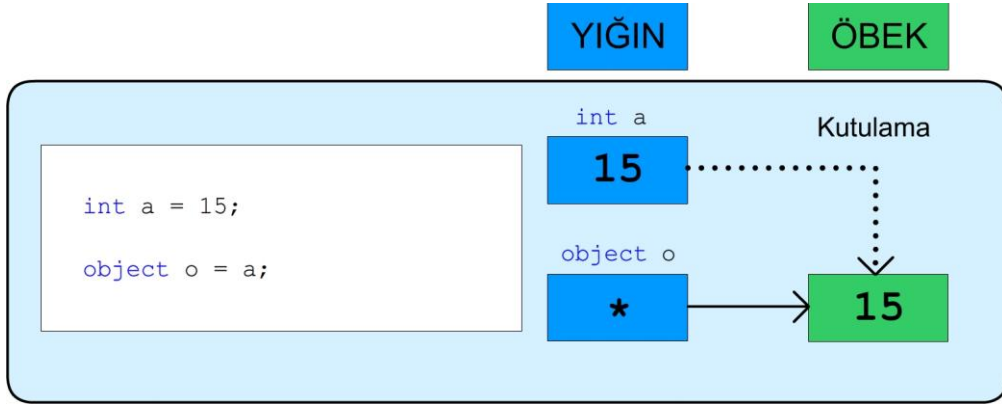 YIĞIN
ÖBEK
int a
Kutulama
15
int a = 15;
object o = a;
object o
*
15